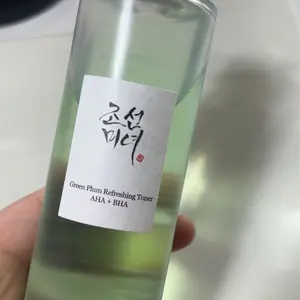 조선
미녀
Green Plum Refreshing Toner
AHA + BHA